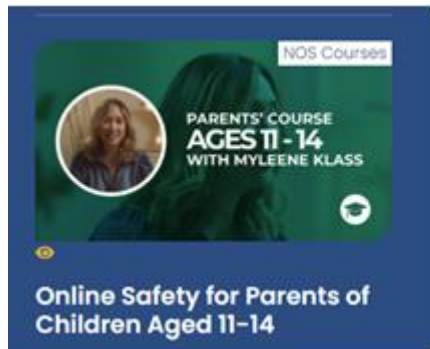 NOS Courses
PARENTS' COURSE
AGES 11 - 14
WITH MYLEENE KLASS
Online Safety for Parents of
Children Aged 11-14